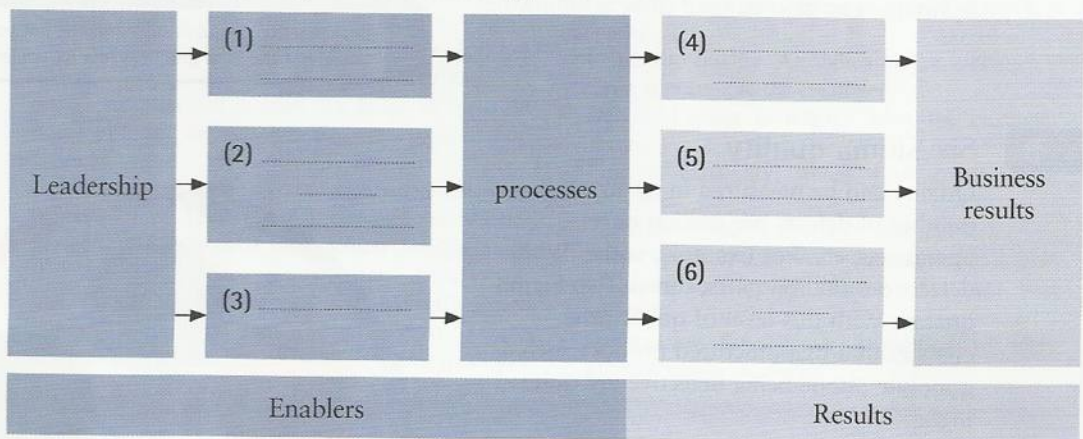 Leadership
(1) ....................
....................
(2) ....................
..........
....................
(3) ....................
processes
(4) ....................
....................
(5) ....................
....................
(6) ....................
..........
....................
Business
results
Enablers
Results